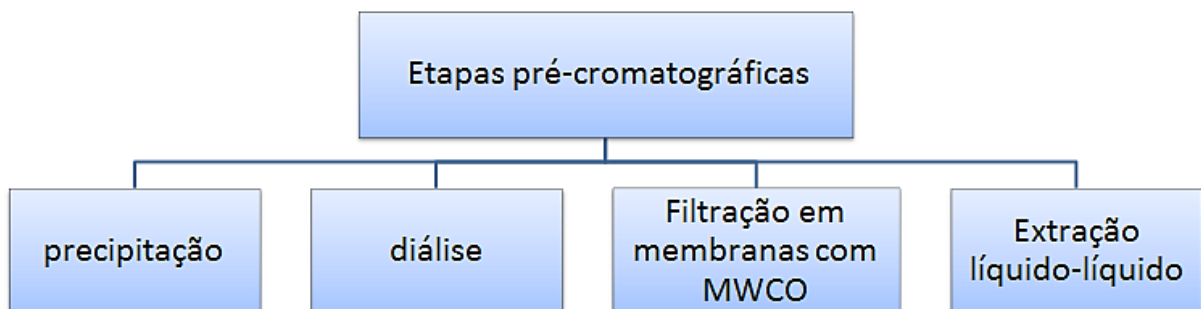 Etapas pré-cromatográficas
precipitação
diálise
Filtração em
membranas com
MWCO
Extração
líquido-líquido